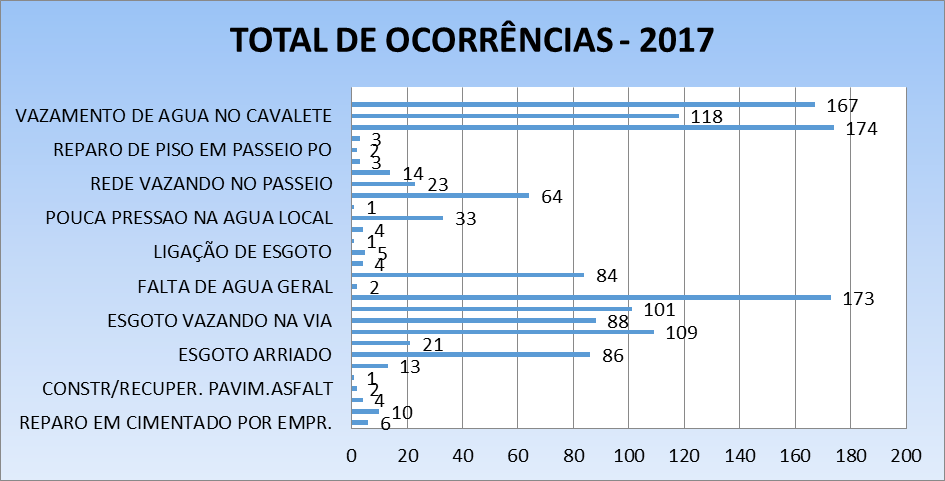 TOTAL DE OCORRÊNCIAS - 2017
167
VAZAMENTO DE AGUA NO CAVALETE 118
174
3
REPARO DE PISO EM PASSEIO PO 2
3
14
REDE VAZANDO NO PASSEIO 23
64
1
POUCA PRESSAO NA AGUA LOCAL 33
4
1
LIGAÇÃO DE ESGOTO 5
4
84
FALTA DE AGUA GERAL 2
173
101
ESGOTO VAZANDO NA VIA 88
109
21
ESGOTO ARRIADO 86
13
1
CONSTR/RECUPER. PAVIM.ASFALT 2
4
10
REPARO EM CIMENTADO POR EMPR. 6
0 20 40 60 80 100 120 140 160 180 200